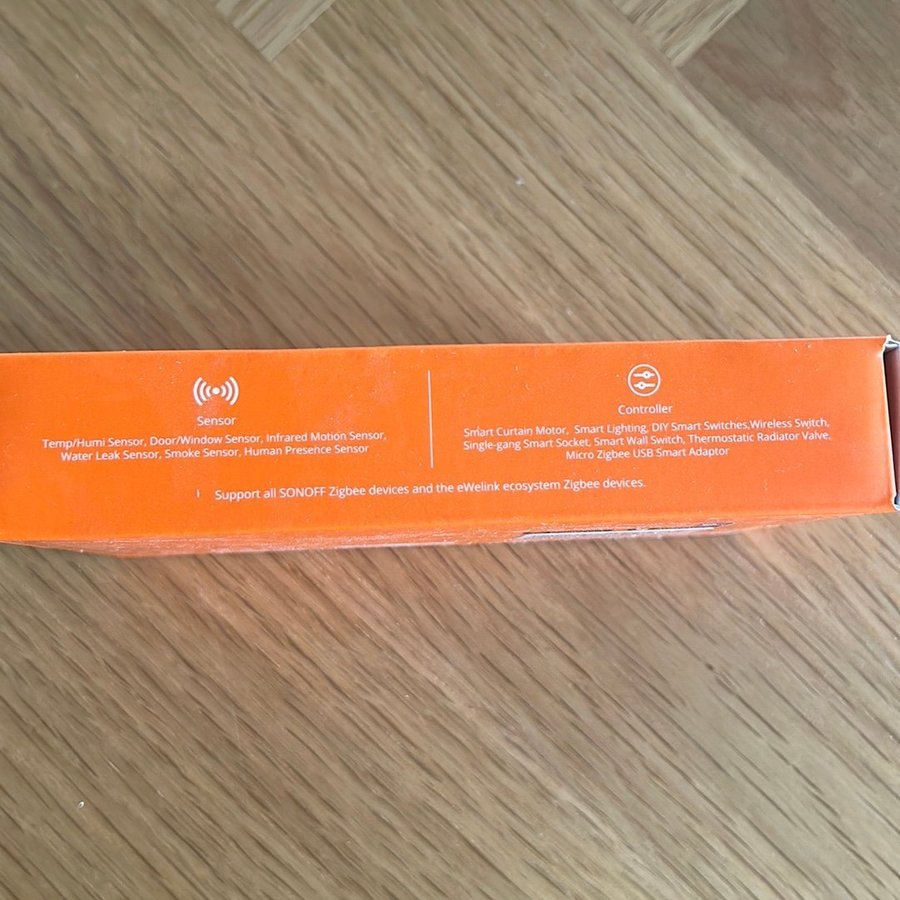 Sensor
Temp/Humi Sensor, Door/Window Sensor, Infrared Motion Sensor,
Water Leak Sensor, Smoke Sensor, Human Presence Sensor
Controller
Smart Curtain Motor, Smart Lighting, DIY Smart Switches,Wireless Switch,
Single-gang Smart Socket, Smart Wall Switch, Thermostatic Radiator Valve,
Micro Zigbee USB Smart Adaptor
Support all SONOFF Zigbee devices and the eWelink ecosystem Zigbee devices.